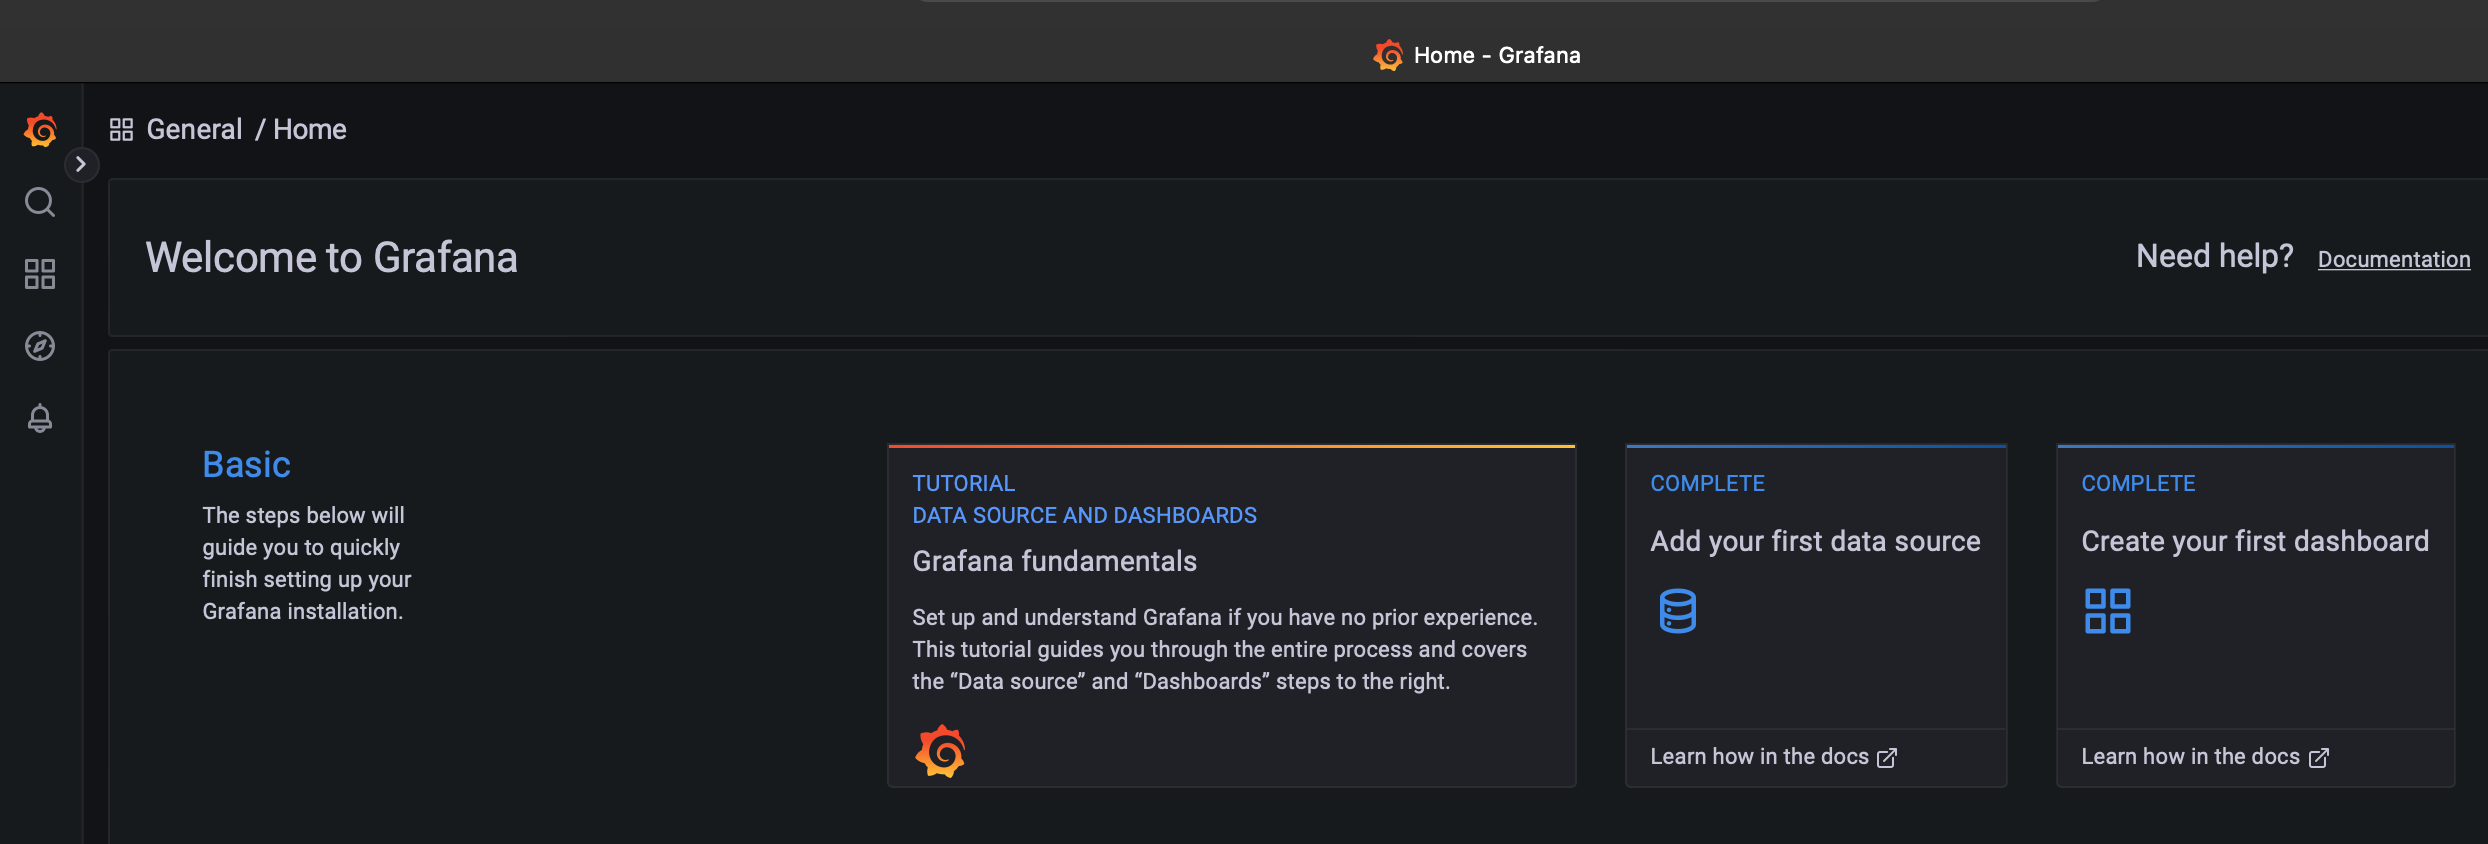 Home - Grafana
General / Home
Welcome to Grafana
Need help? Documentation
Basic
The steps below will
guide you to quickly
finish setting up your
Grafana installation.
TUTORIAL
DATA SOURCE AND DASHBOARDS
Grafana fundamentals
Set up and understand Grafana if you have no prior experience.
This tutorial guides you through the entire process and covers
the “Data source” and “Dashboards” steps to the right.
COMPLETE
Add your first data source
Learn how in the docs
COMPLETE
Create your first dashboard
Learn how in the docs